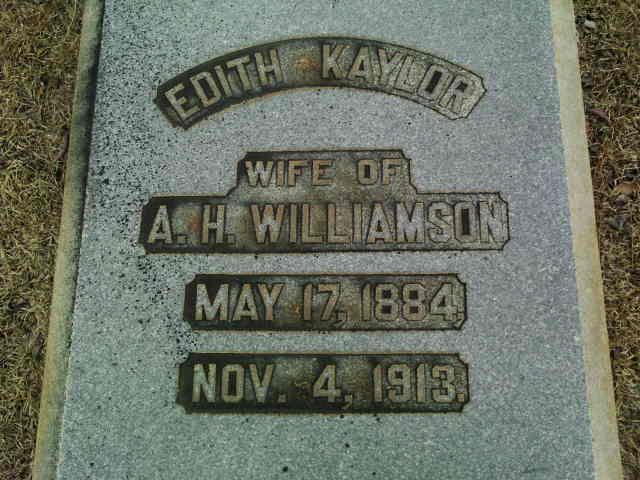 EDITH KAYLOR
WIFE OF
A. H. WILLIAMSON
MAY 17, 1884,
NOV. 4, 1913.